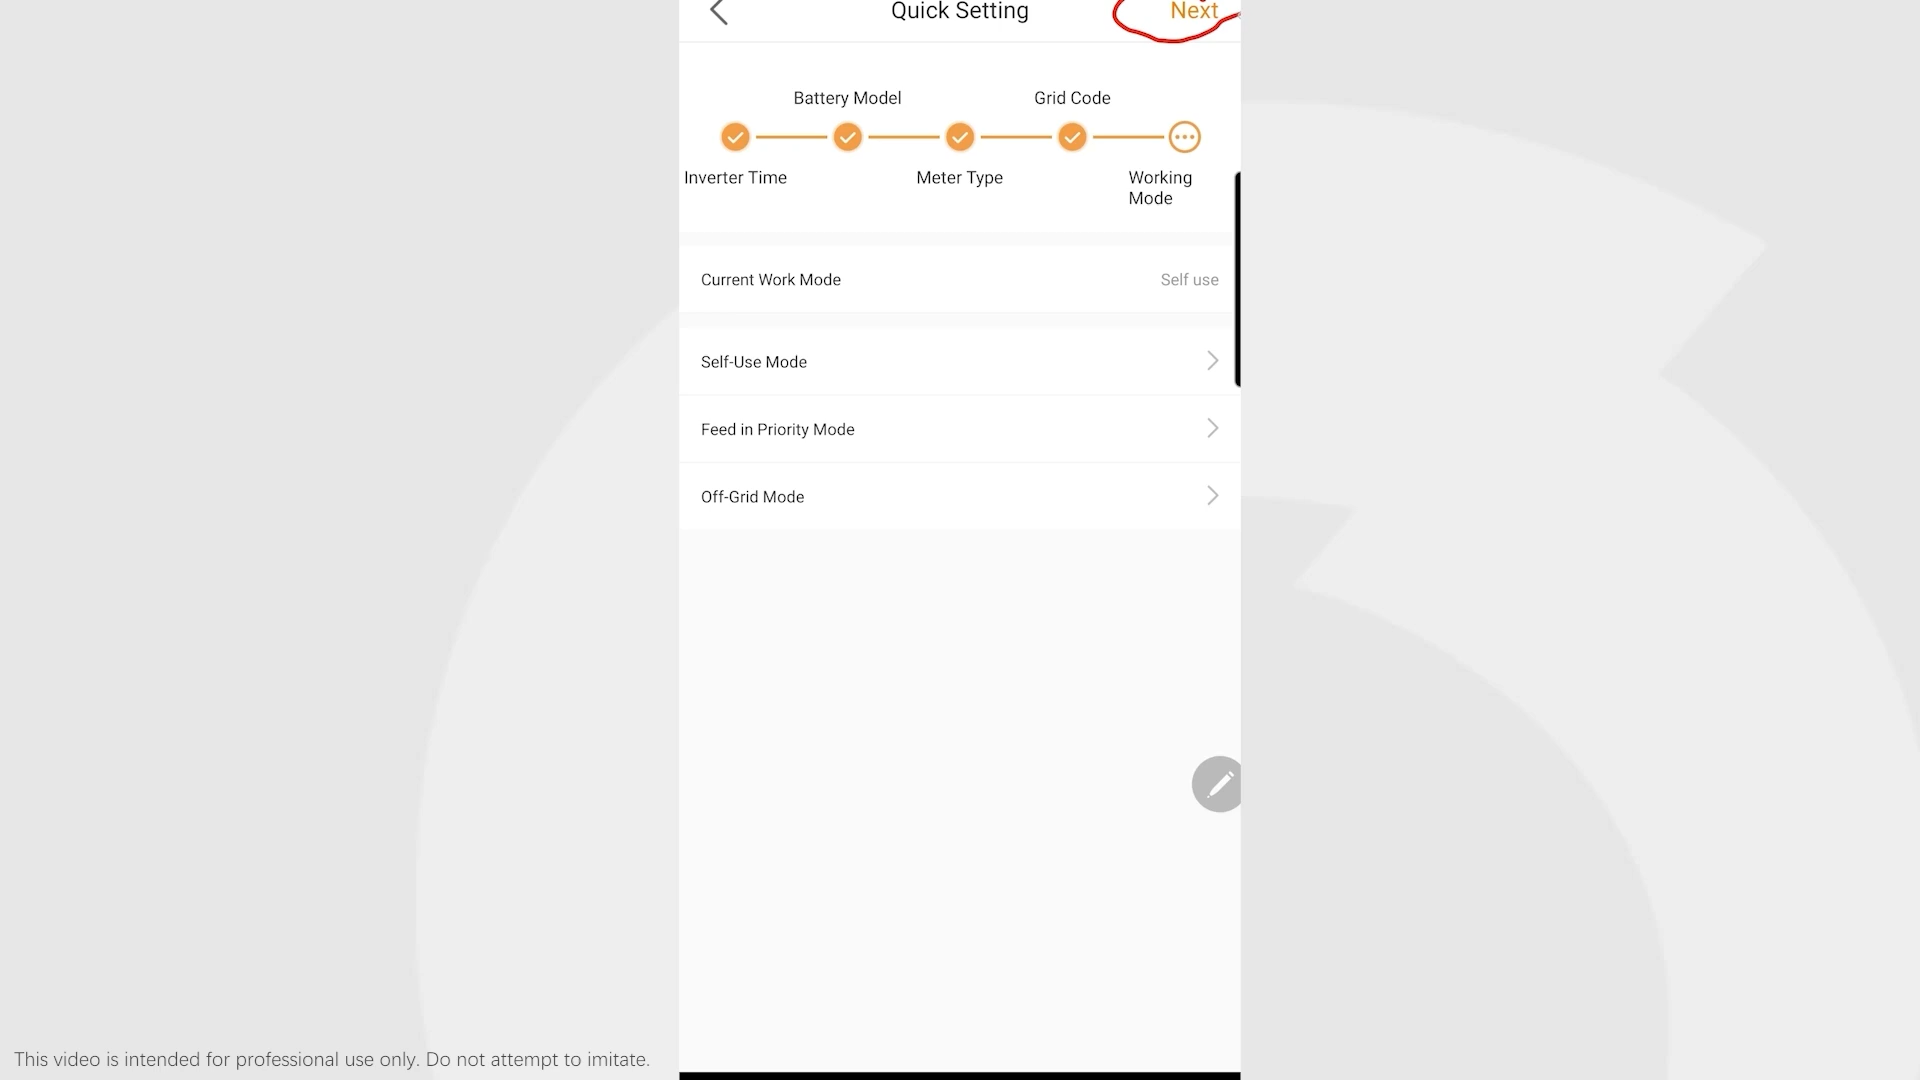 Quick Setting
Next
Battery Model
Grid Code
Inverter Time
Meter Type
Working
Mode
Current Work Mode
Self use
Self-Use Mode
Feed in Priority Mode
Off-Grid Mode
This video is intended for professional use only. Do not attempt to imitate.